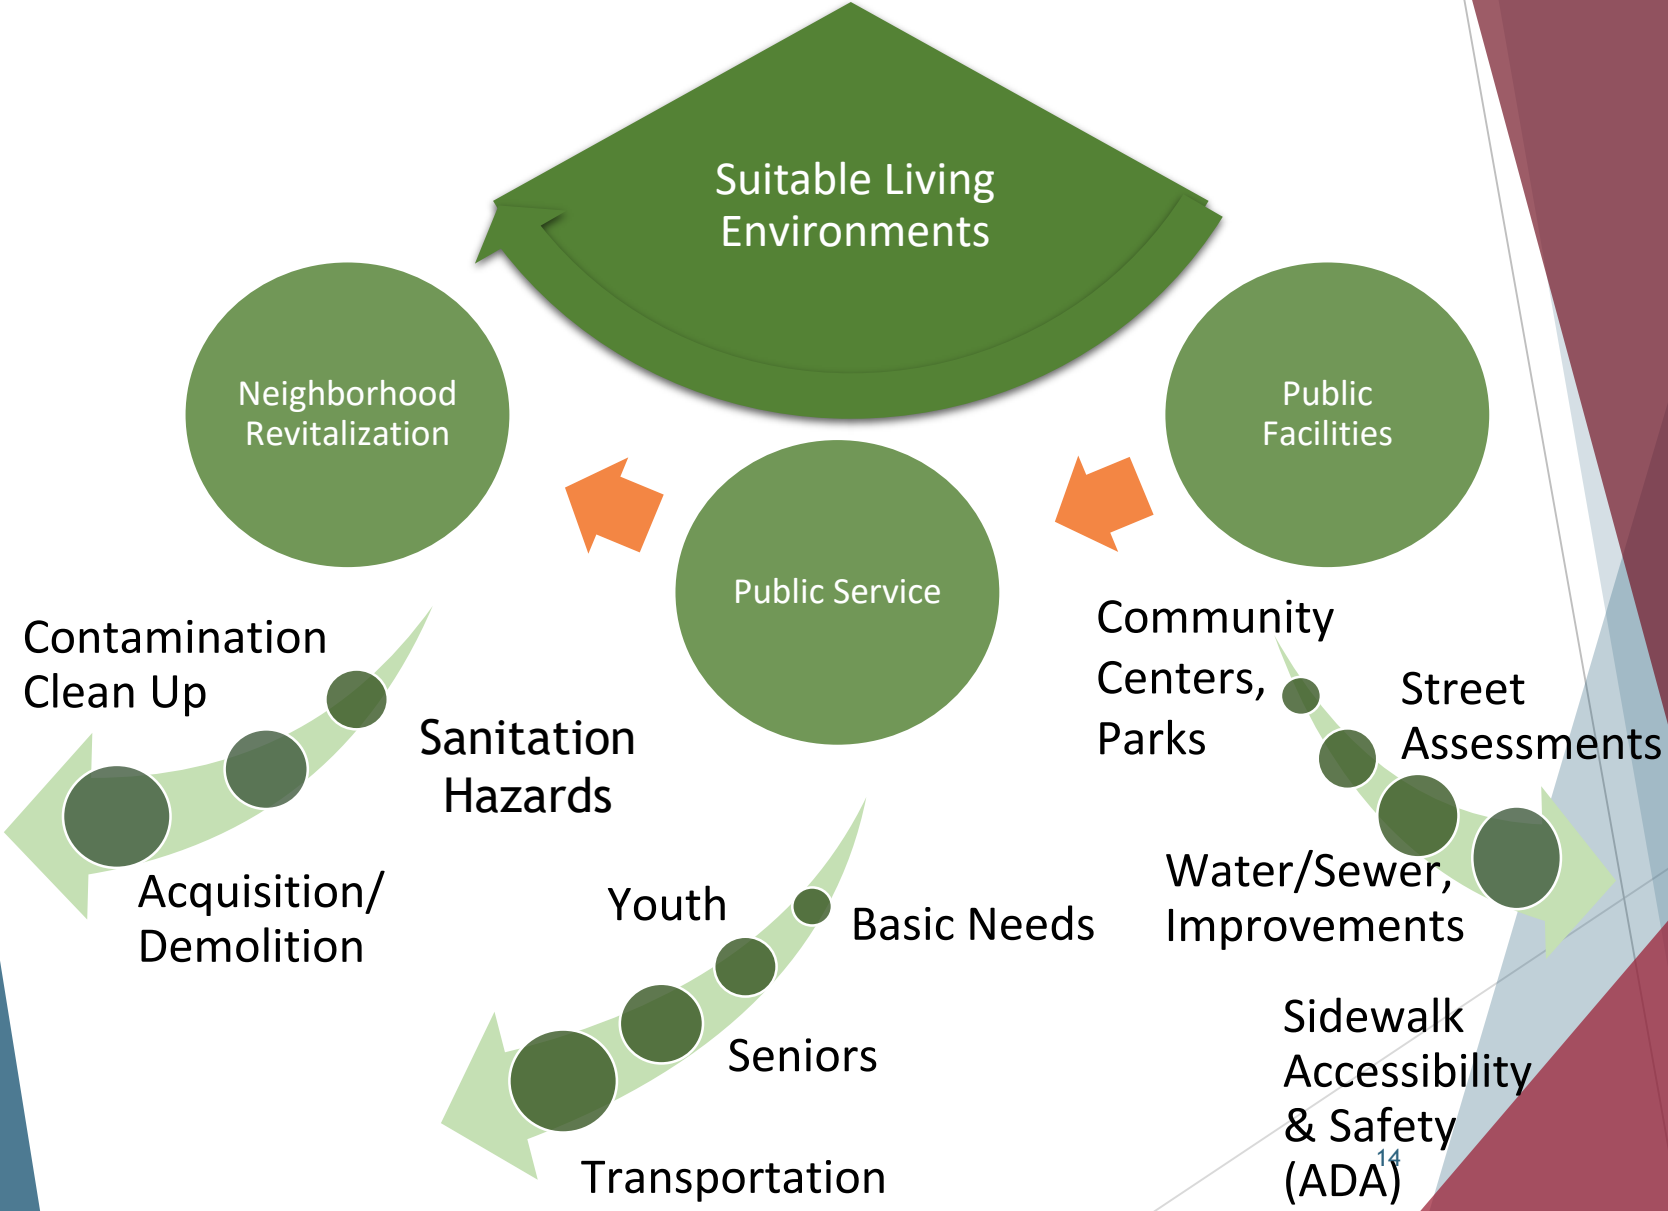 Suitable Living
Environments
Neighborhood
Revitalization
Public
Facilities
Public Service
Contamination
Clean Up
Sanitation
Hazards
Acquisition/
Demolition
Youth
Basic Needs
Seniors
Transportation
Community
Centers,
Parks
Street
Assessments
Water/Sewer,
Improvements
Sidewalk
Accessibility
& Safety
(ADA)
14